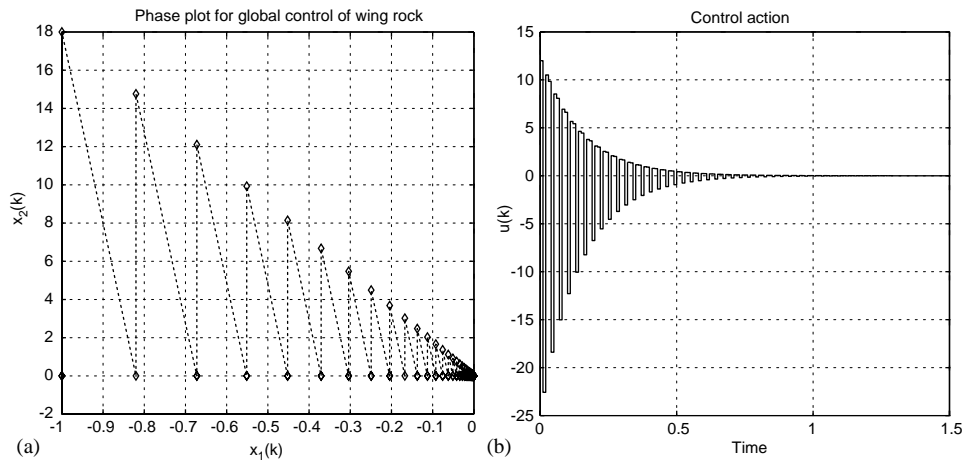 Phase plot for global control of wing rock
18
16
14
12
10
8
6
4
2
0
-2
x2(k)
-1 -0.9 -0.8 -0.7 -0.6 -0.5 -0.4 -0.3 -0.2 -0.1 0
x1(k)
(a)
Control action
15
10
5
0
-5
-10
-15
-20
-25
u(k)
0 0.5 1 1.5
Time
(b)